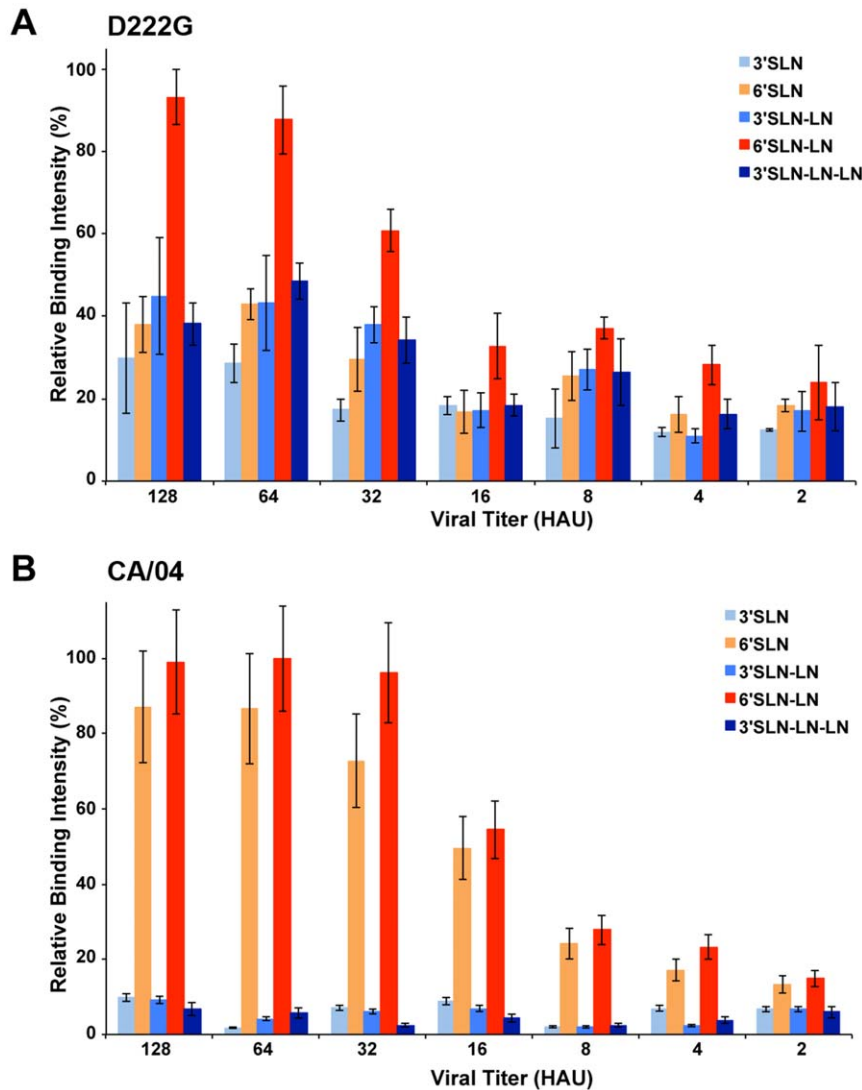 A
D222G
100
80
60
40
20
0
Relative Binding Intensity (%)
3'SLN
6'SLN
3'SLN-LN
6'SLN-LN
3'SLN-LN-LN
128 64 32 16 8 4 2
Viral Titer (HAU)
B
CA/04
100
80
60
40
20
0
Relative Binding Intensity (%)
3'SLN
6'SLN
3'SLN-LN
6'SLN-LN
3'SLN-LN-LN
128 64 32 16 8 4 2
Viral Titer (HAU)